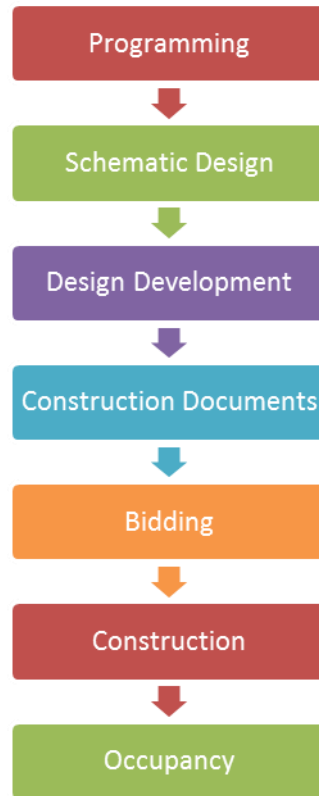 Programming
Schematic Design
Design Development
Construction Documents
Bidding
Construction
Occupancy